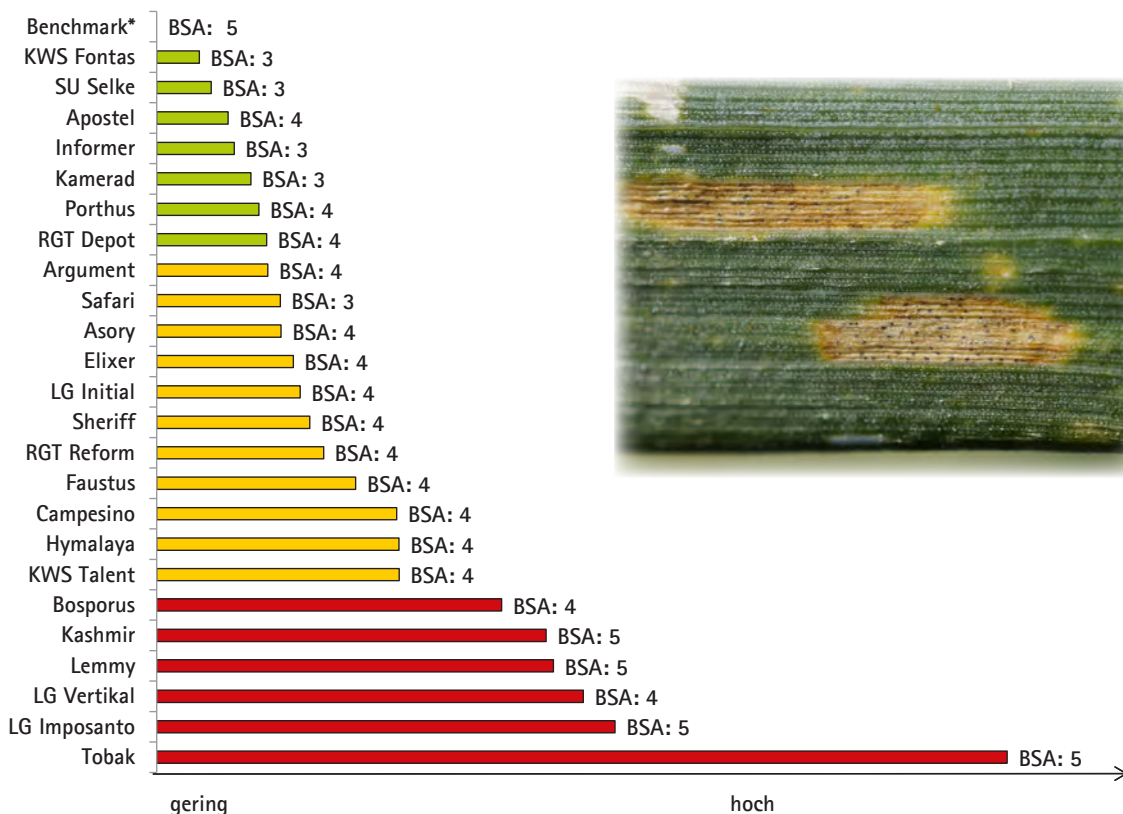 Benchmark* BSA: 5
KWS Fontas BSA: 3
SU Selke BSA: 3
Apostel BSA: 4
Informer BSA: 3
Kamerad BSA: 3
Porthus BSA: 4
RGT Depot BSA: 4
Argument BSA: 4
Safari BSA: 3
Asory BSA: 4
Elixer BSA: 4
LG Initial BSA: 4
Sheriff BSA: 4
RGT Reform BSA: 4
Faustus BSA: 4
Campesino BSA: 4
Hymalaya BSA: 4
KWS Talent BSA: 4
Bosporus BSA: 4
Kashmir BSA: 5
Lemmy BSA: 5
LG Vertikal BSA: 4
LG Imposanto BSA: 5
Tobak BSA: 5
gering hoch